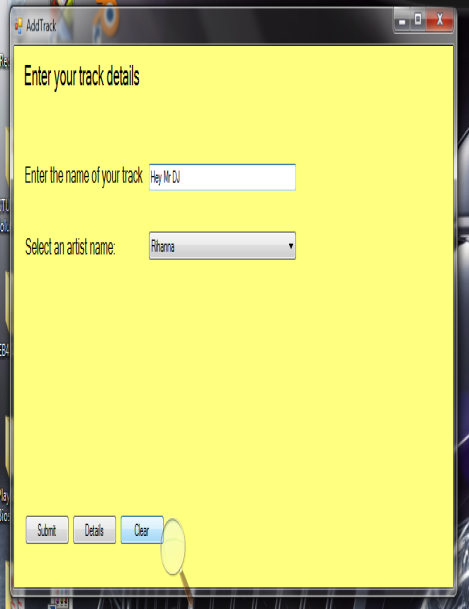 AddTrack
Enter your track details
Enter the name of your track
Hey Mr DJ
Select an artist name:
Rihanna
Submit
Details
Clear